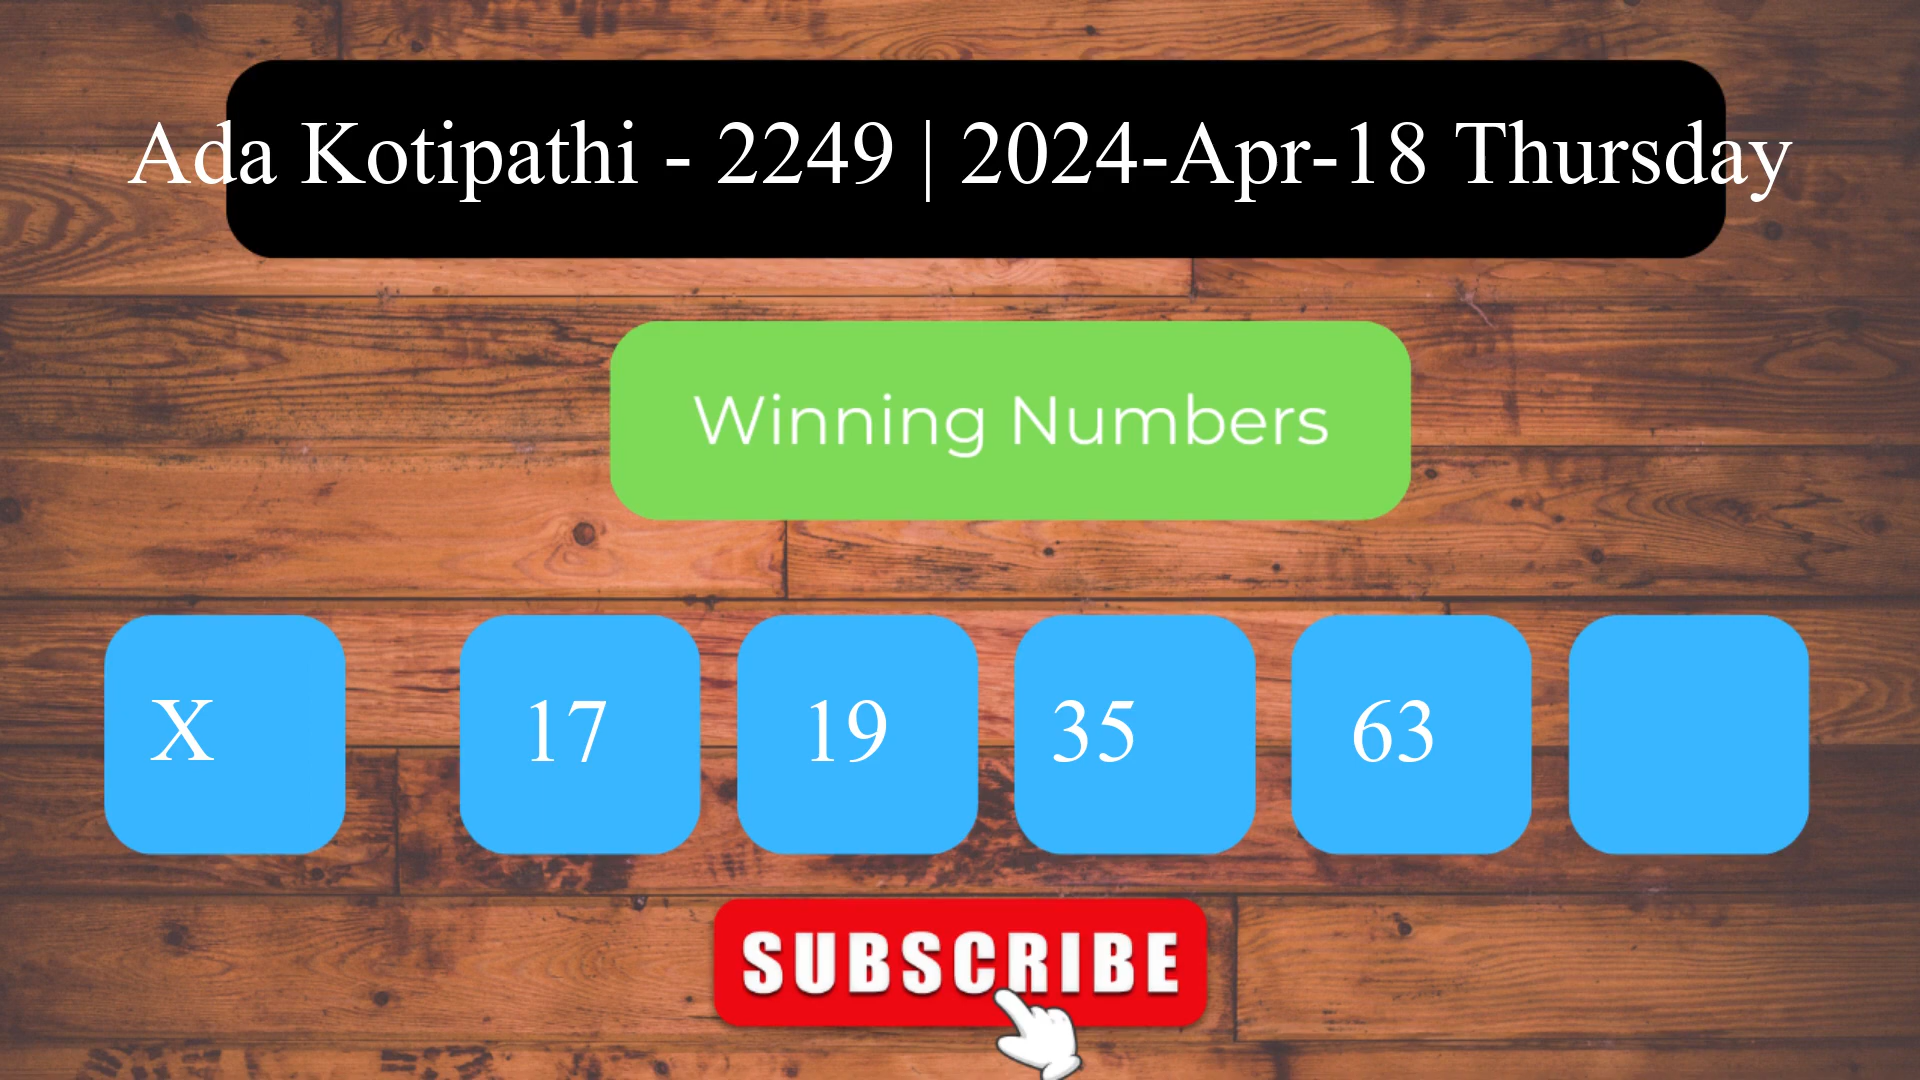 Ada Kotipathi - 2249 | 2024-Apr-18 Thursday
Winning Numbers
X 17 19 35 63
SUBSCRIBE